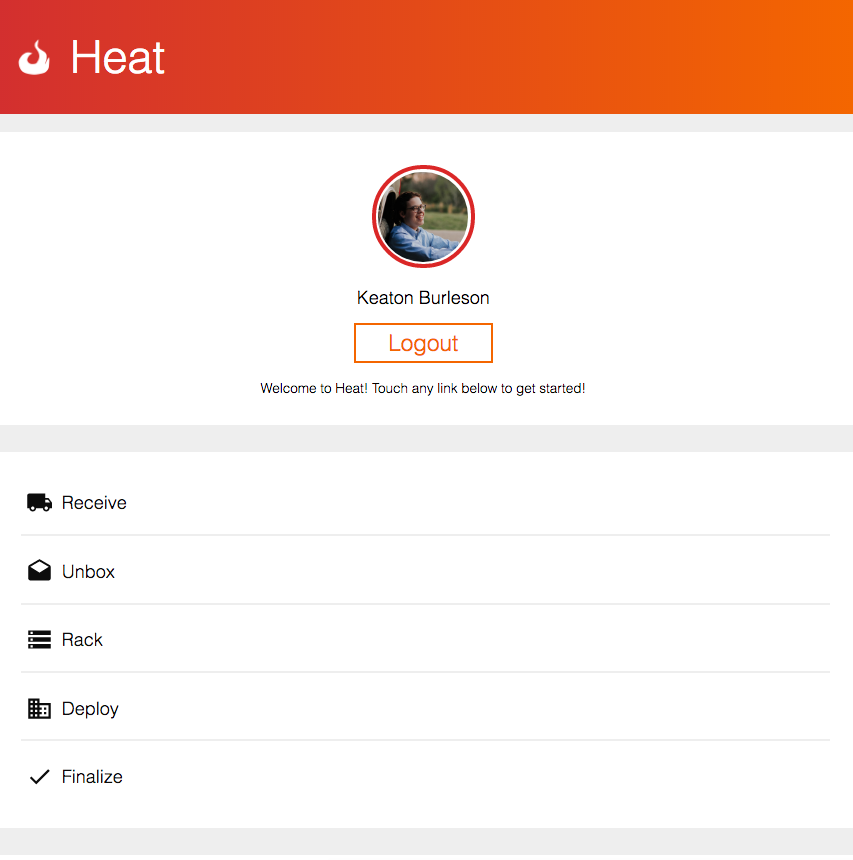 Heat
Keaton Burleson
Logout
Welcome to Heat! Touch any link below to get started!
Receive
Unbox
Rack
Deploy
Finalize